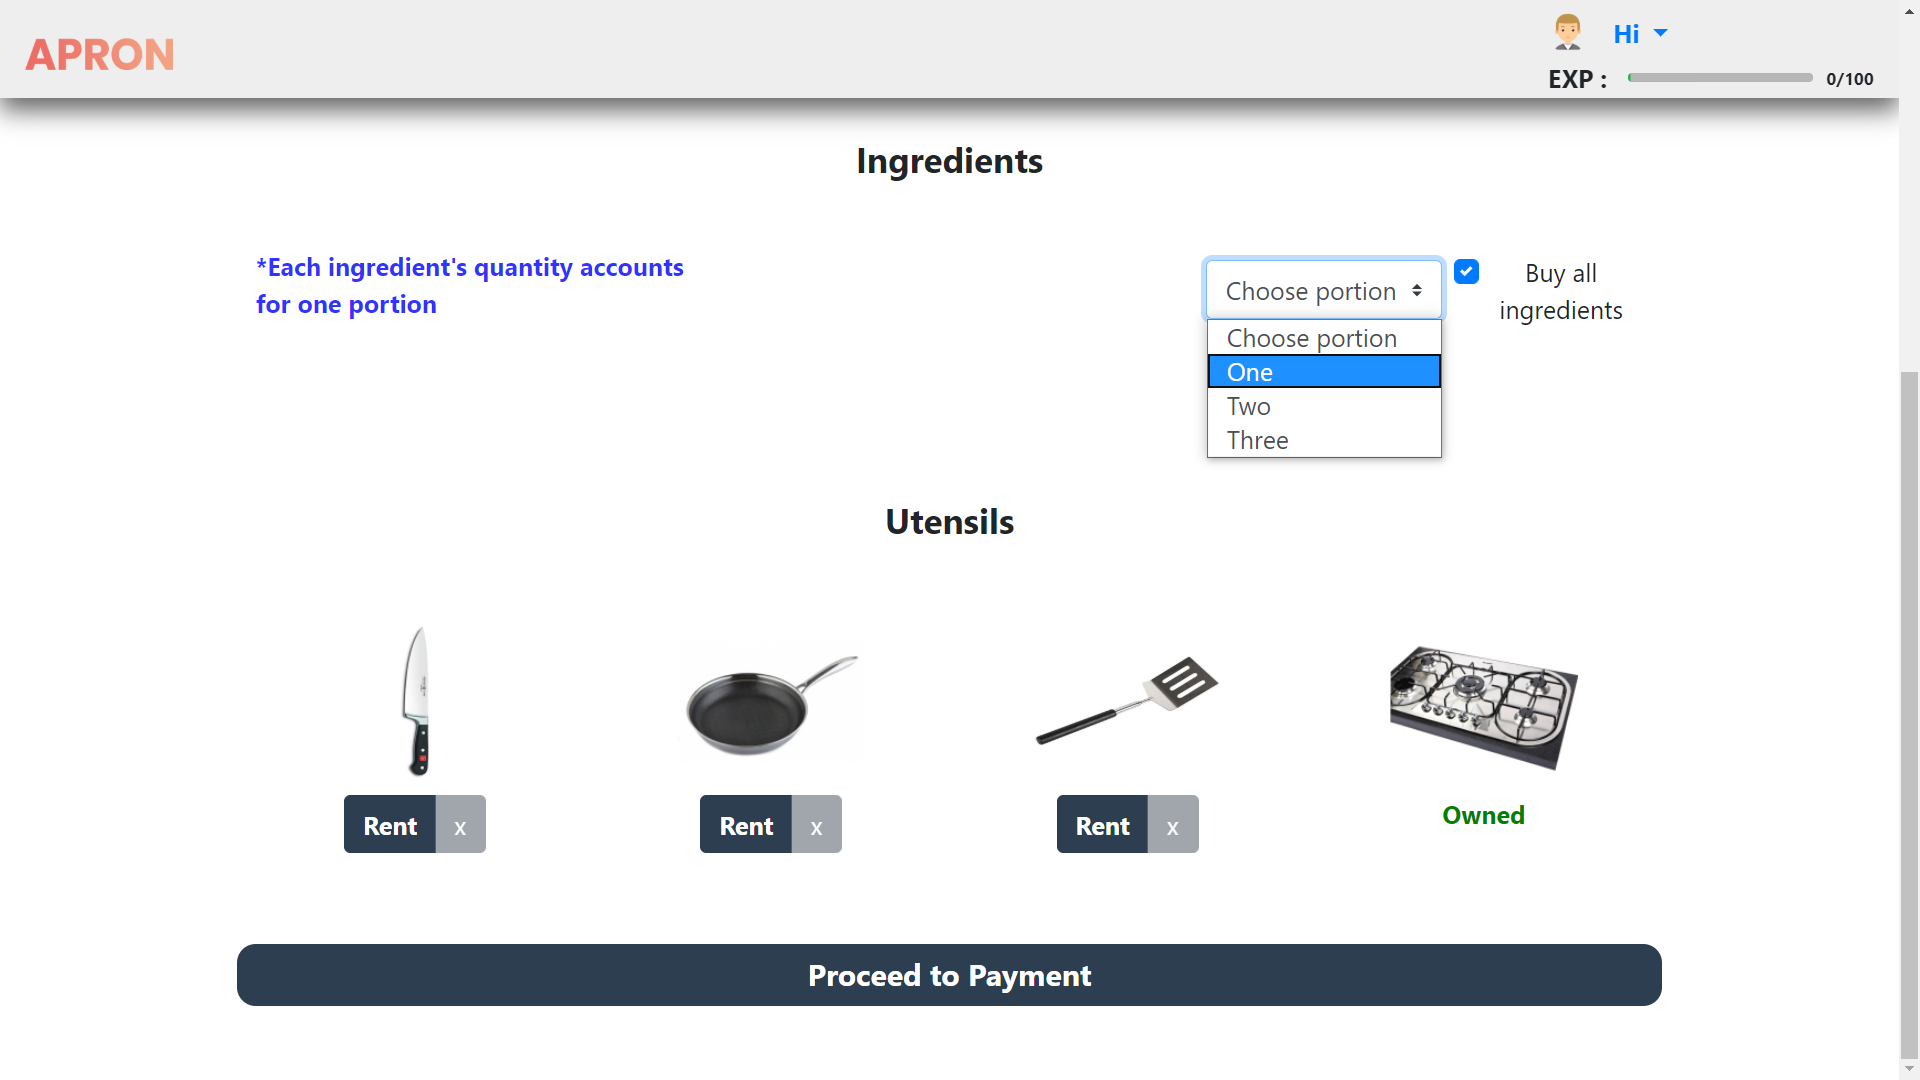 APRON
Hi
EXP :
0/100
Ingredients
*Each ingredient's quantity accounts
for one portion
Choose portion
Buy all
ingredients
Choose portion
One
Two
Three
Utensils
Rent x
Rent x
Rent x
Owned
Proceed to Payment